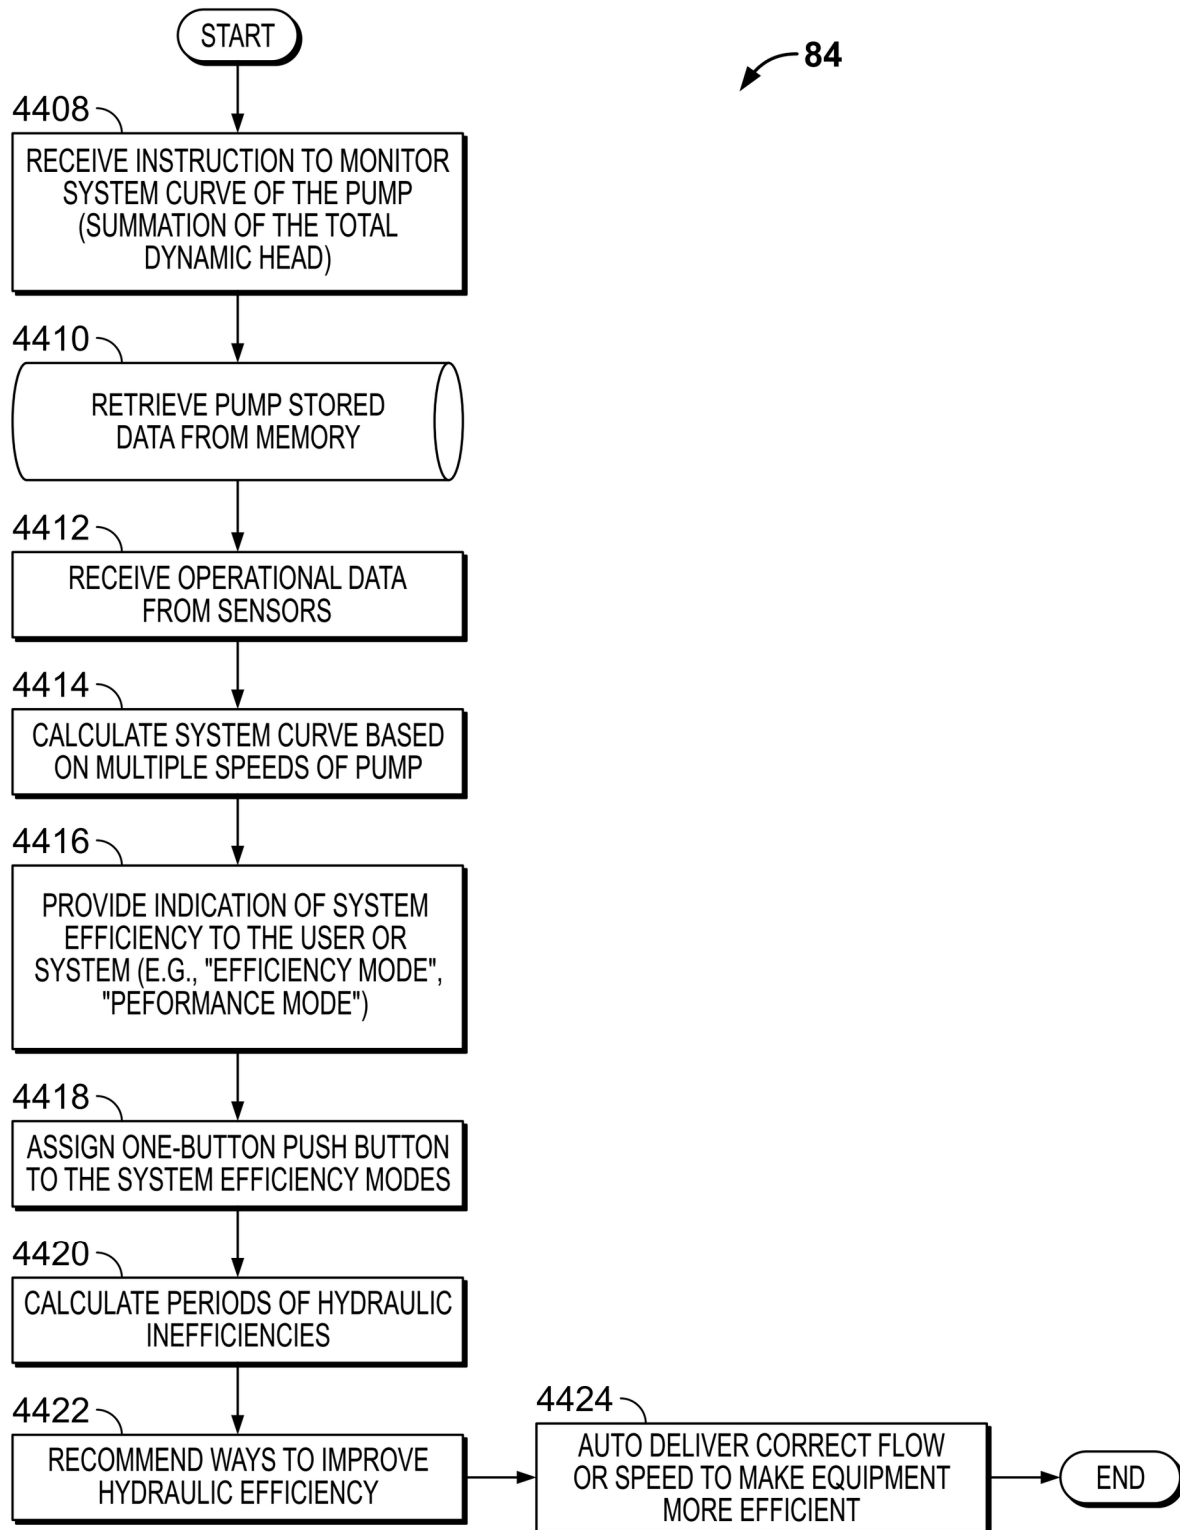 START
84
4408
RECEIVE INSTRUCTION TO MONITOR
SYSTEM CURVE OF THE PUMP
(SUMMATION OF THE TOTAL
DYNAMIC HEAD)
4410
RETRIEVE PUMP STORED
DATA FROM MEMORY
4412
RECEIVE OPERATIONAL DATA
FROM SENSORS
4414
CALCULATE SYSTEM CURVE BASED
ON MULTIPLE SPEEDS OF PUMP
4416
PROVIDE INDICATION OF SYSTEM
EFFICIENCY TO THE USER OR
SYSTEM (E.G., "EFFICIENCY MODE",
"PEFORMANCE MODE")
4418
ASSIGN ONE-BUTTON PUSH BUTTON
TO THE SYSTEM EFFICIENCY MODES
4420
CALCULATE PERIODS OF HYDRAULIC
INEFFICIENCIES
4422
RECOMMEND WAYS TO IMPROVE
HYDRAULIC EFFICIENCY
4424
AUTO DELIVER CORRECT FLOW
OR SPEED TO MAKE EQUIPMENT
MORE EFFICIENT
END